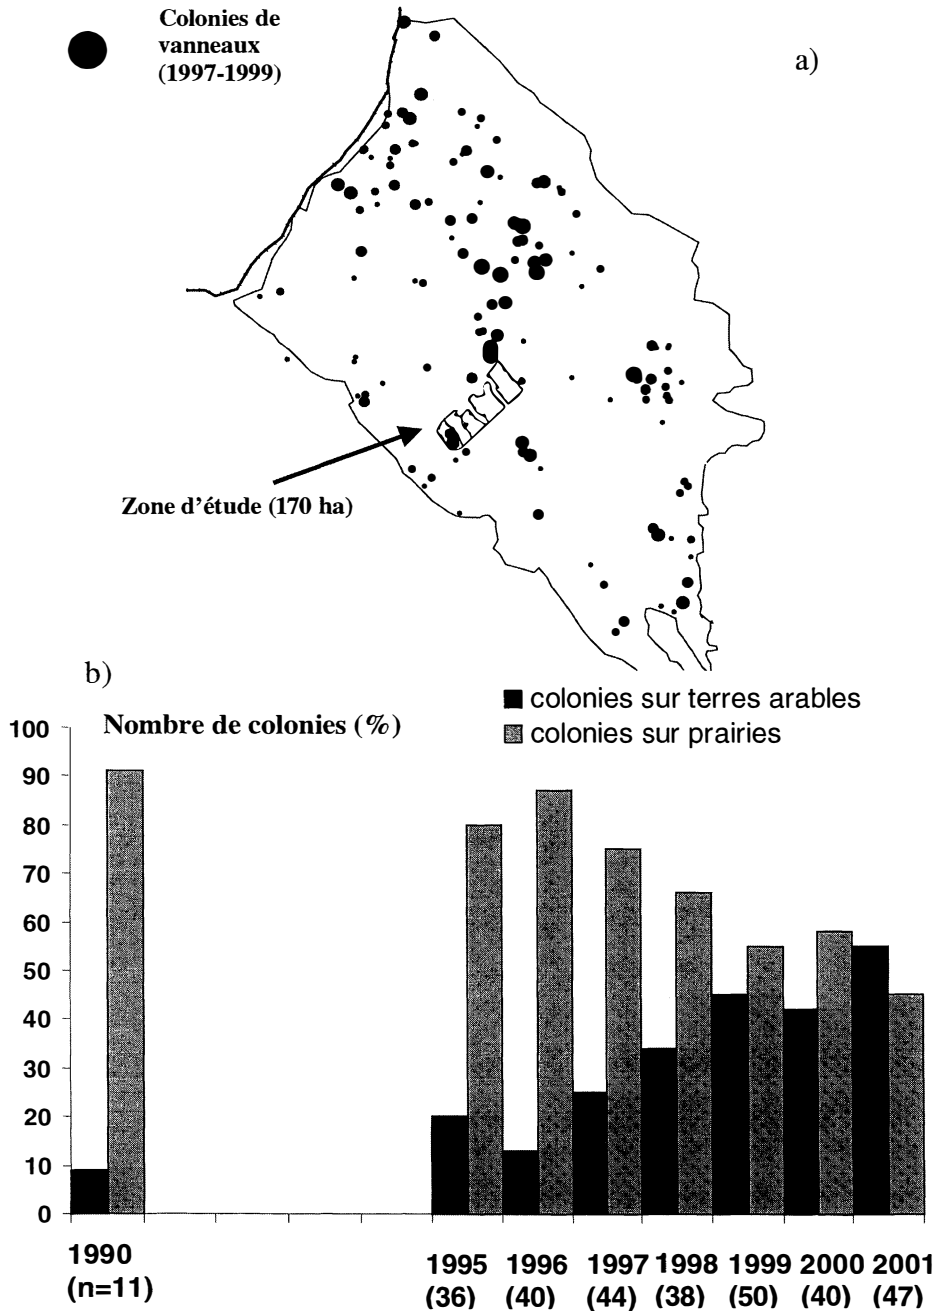 Colonies de
vanneaux
(1997-1999)
a)
Zone d'étude (170 ha)
b)
colonies sur terres arables
colonies sur prairies
Nombre de colonies (%)
100
90
80
70
60
50
40
30
20
10
0
1990 1995 1996 1997 1998 1999 2000 2001
(n=11) (36) (40) (44) (38) (50) (40) (47)